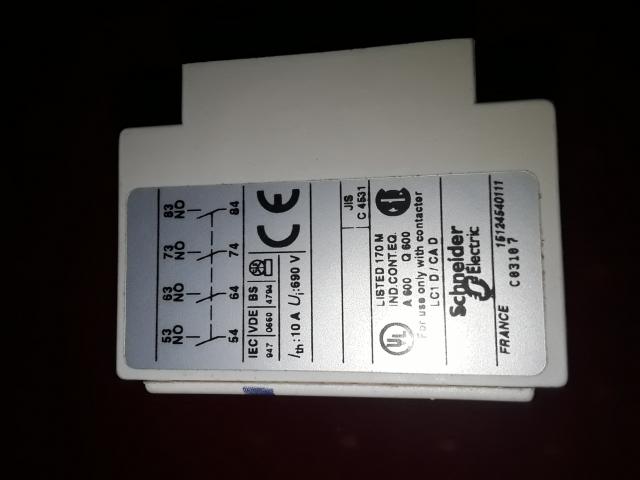 53 63 73 83
NO NO NO NO
54 64 74 84
IEC VDE BS
947 0660 4794
Ith:10 A Ui:690 V
CE
JIS
C 4531
UL
LISTED 170 M
IND.CONT.EQ.
A 600 Q 600
For use only with contactor
LC1 D / CA D
Schneider
Electric
FRANCE 15124540111
C03107